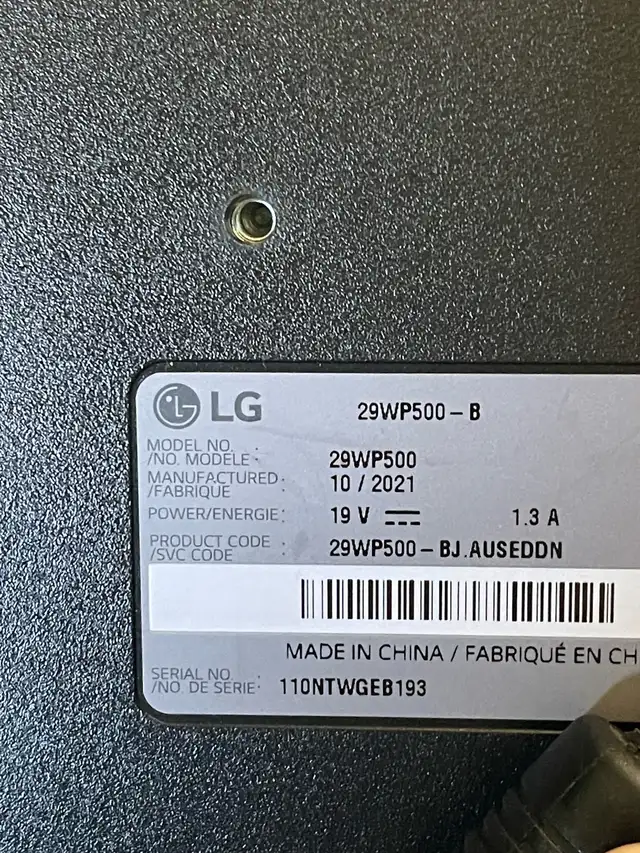 LG 29WP500-B
MODEL NO. :
/NO. MODÈLE : 29WP500
MANUFACTURED :
/FABRIQUE 10 / 2021
POWER/ENERGIE: 19 V 1.3 A
PRODUCT CODE :
/SVC CODE 29WP500-BJ.AUSEDDN
MADE IN CHINA / FABRIQUÉ EN CH
SERIAL NO. :
/NO. DE SERIE: 110NTWGEB193